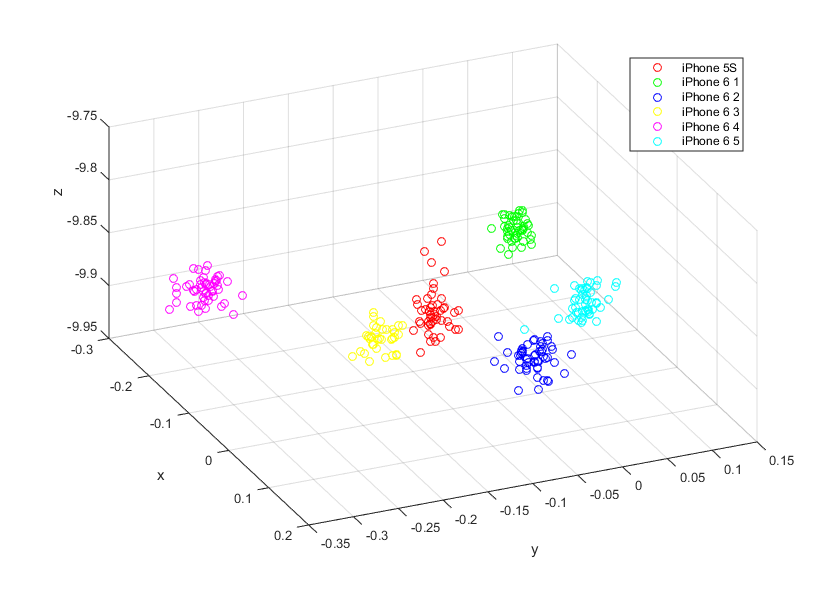 iPhone 5S
iPhone 6 1
iPhone 6 2
iPhone 6 3
iPhone 6 4
iPhone 6 5
-9.75
-9.8
-9.85
-9.9
-9.95
z
-0.3
-0.2
-0.1
0
0.1
0.2
x
-0.35
-0.3
-0.25
-0.2
-0.15
-0.1
-0.05
0
0.05
0.1
0.15
y